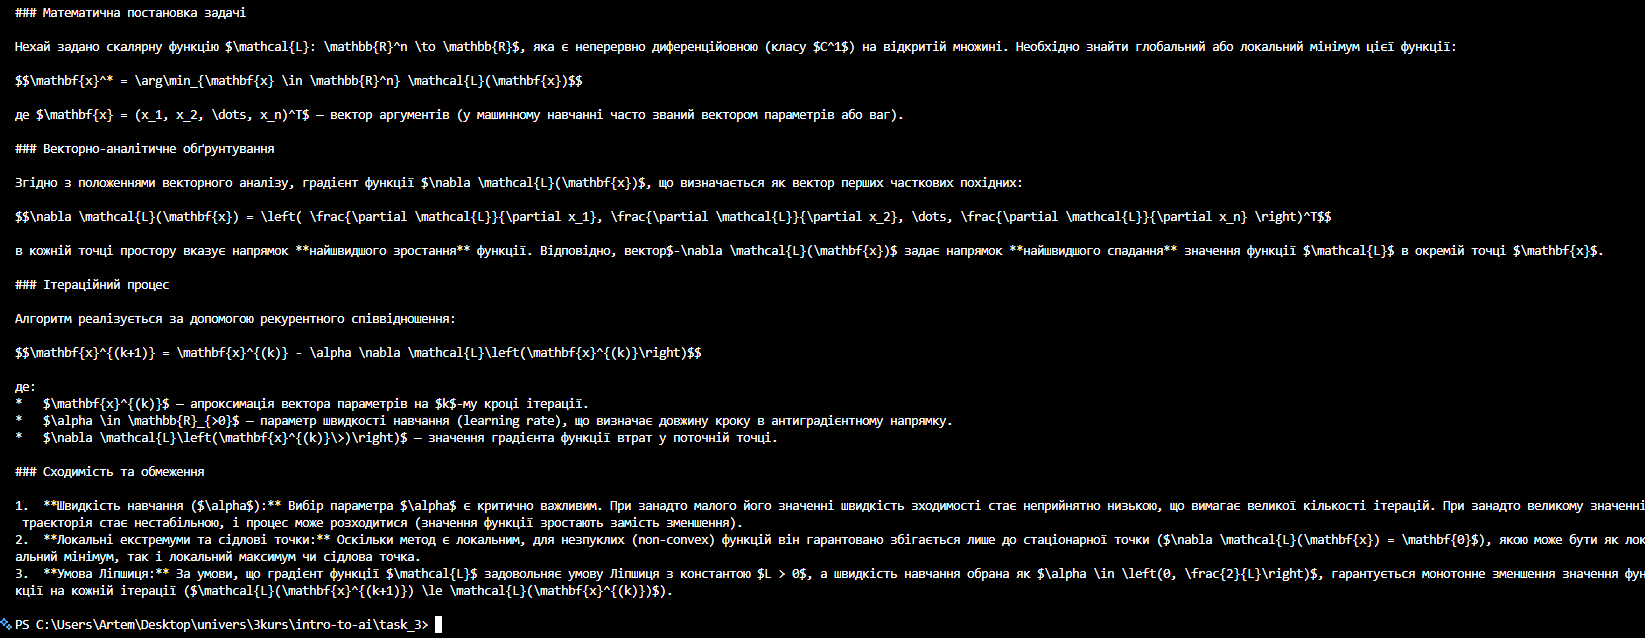 ### Математична постановка задачі
Нехай задано скалярну функцію $\mathcal{L}: \mathbb{R}^n \to \mathbb{R}$, яка є неперервно диференційовною (класу $C^1$) на відкритій множині. Необхідно знайти глобальний або локальний мінімум цієї функції:
$$\mathbf{x}^* = \arg\min_{\mathbf{x} \in \mathbb{R}^n} \mathcal{L}(\mathbf{x})$$
де $\mathbf{x} = (x_1, x_2, \dots, x_n)^T$ — вектор аргументів (у машинному навчанні часто званий вектором параметрів або ваг).
### Векторно-аналітичне обґрунтування
Згідно з положеннями векторного аналізу, градієнт функції $\nabla \mathcal{L}(\mathbf{x})$, що визначається як вектор перших часткових похідних:
$$\nabla \mathcal{L}(\mathbf{x}) = \left( \frac{\partial \mathcal{L}}{\partial x_1}, \frac{\partial \mathcal{L}}{\partial x_2}, \dots, \frac{\partial \mathcal{L}}{\partial x_n} \right)^T$$
в кожній точці простору вказує напрямок **найшвидшого зростання** функції. Відповідно, вектор$-\nabla \mathcal{L}(\mathbf{x})$ задає напрямок **найшвидшого спадання** значення функції $\mathcal{L}$ в окремій точці $\mathbf{x}$.
### Ітераційний процес
Алгоритм реалізується за допомогою рекурентного співвідношення:
$$\mathbf{x}^{(k+1)} = \mathbf{x}^{(k)} - \alpha \nabla \mathcal{L}\left(\mathbf{x}^{(k)}\right)$$
де:
*   $\mathbf{x}^{(k)}$ — апроксимація вектора параметрів на $k$-му кроці ітерації.
*   $\alpha \in \mathbb{R}_{>0}$ — параметр швидкості навчання (learning rate), що визначає довжину кроку в антиградієнтному напрямку.
*   $\nabla \mathcal{L}\left(\mathbf{x}^{(k)}\>)\right)$ — значення градієнта функції втрат у поточній точці.
### Сходимість та обмеження
1.  **Швидкість навчання ($\alpha$):** Вибір параметра $\alpha$ є критично важливим. При занадто малого його значенні швидкість зходимості стає неприйнятно низькою, що вимагає великої кількості ітерацій. При занадто великому значенні
траєкторія стає нестабільною, і процес може розходитися (значення функції зростають замість зменшення).
2.  **Локальні екстремуми та сідлові точки:** Оскільки метод є локальним, для незпуклих (non-convex) функцій він гарантовано збігається лише до стаціонарної точки ($\nabla \mathcal{L}(\mathbf{x}) = \mathbf{0}$), якою може бути як лок
альний мінімум, так і локальний максимум чи сідлова точка.
3.  **Умова Ліпшиця:** За умови, що градієнт функції $\mathcal{L}$ задовольняє умову Ліпшиця з константою $L > 0$, а швидкість навчання обрана як $\alpha \in \left(0, \frac{2}{L}\right)$, гарантується монотонне зменшення значення фун
кції на кожній ітерації ($\mathcal{L}(\mathbf{x}^{(k+1)}) \le \mathcal{L}(\mathbf{x}^{(k)})$).
PS C:\Users\Artem\Desktop\univers\3kurs\intro-to-ai\task_3>